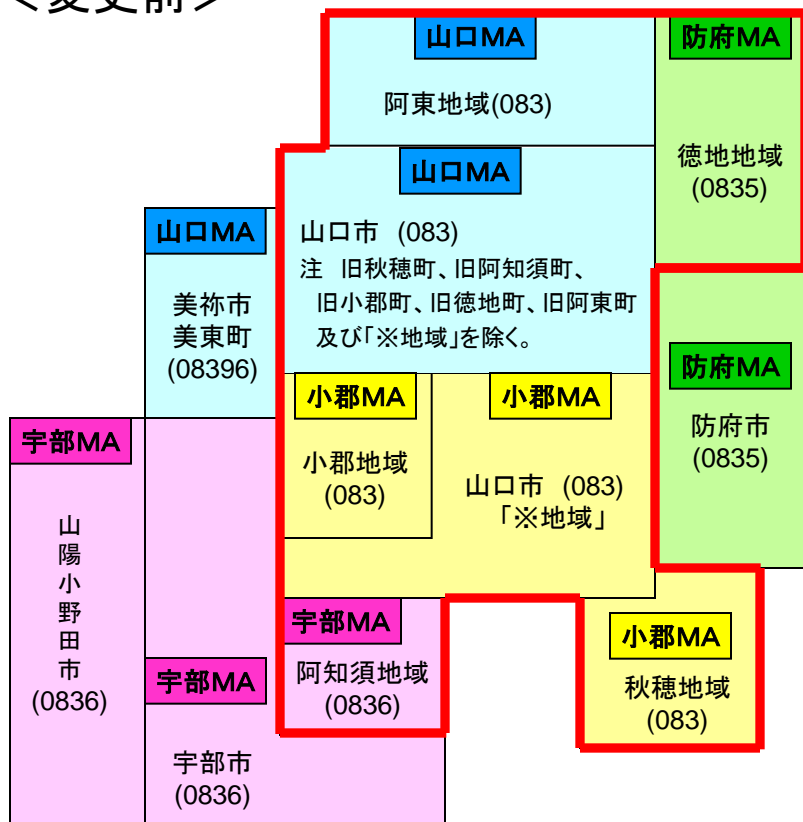 ＜変更前＞
山口MA
阿東地域(083)
防府MA
徳地地域
(0835)
山口MA
山口市 (083)
注 旧秋穂町、旧阿知須町、
旧小郡町、旧徳地町、旧阿東町
及び「※地域」を除く。
山口MA
美祢市
美東町
(08396)
防府MA
防府市
(0835)
小郡MA
小郡地域
(083)
小郡MA
山口市 (083)
「※地域」
宇部MA
山
陽
小
野
田
市
(0836)
宇部MA
阿知須地域
(0836)
小郡MA
秋穂地域
(083)
宇部MA
宇部市
(0836)